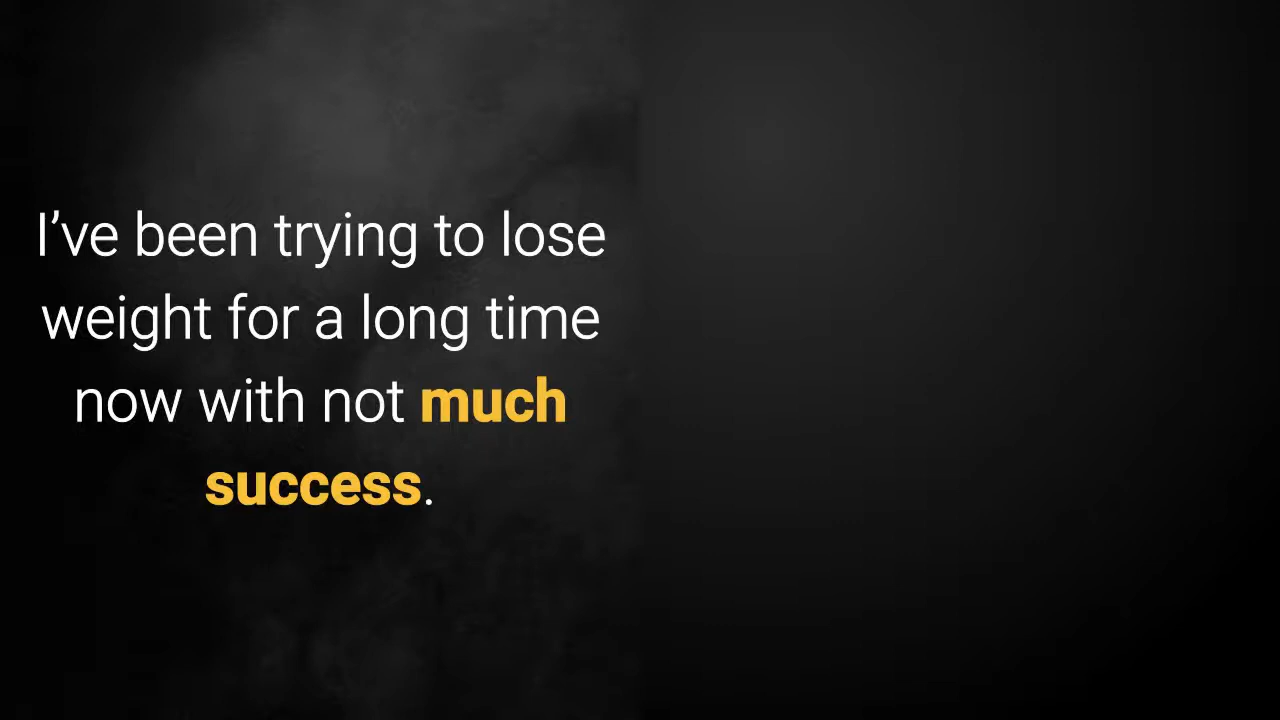 I’ve been trying to lose
weight for a long time
now with not much
success.